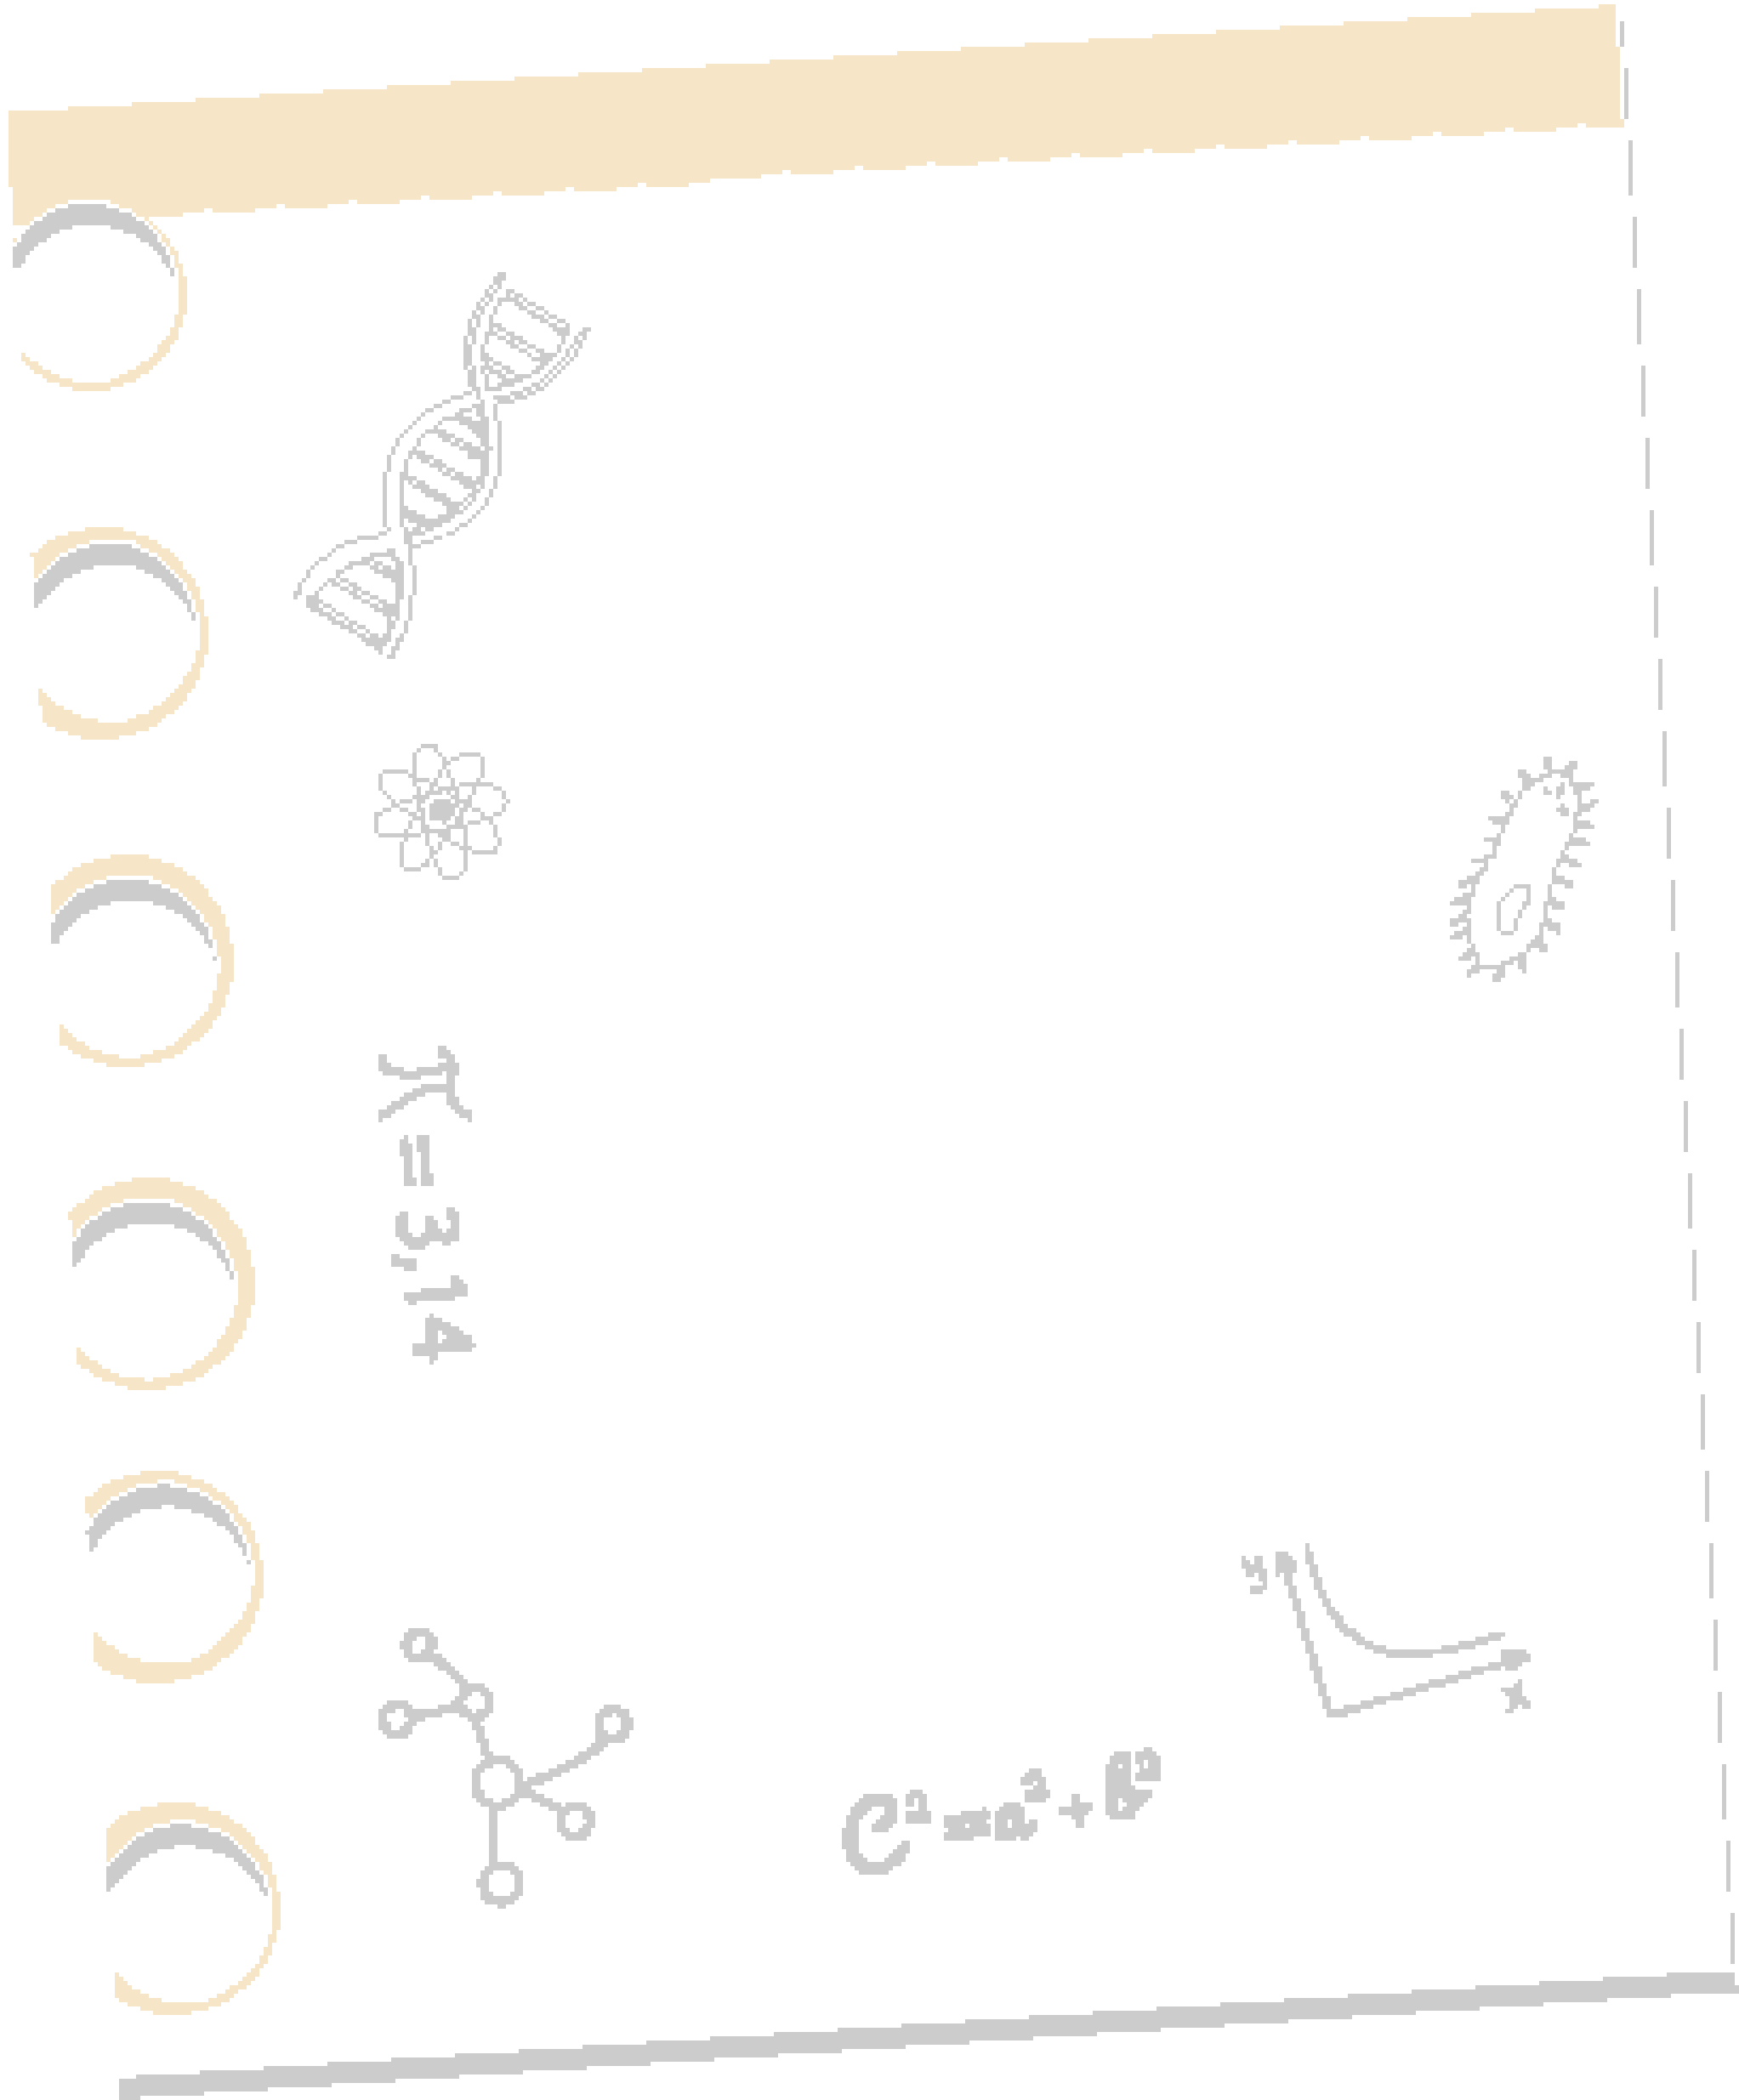 π = 3,14
y
x
c²=a²+b²